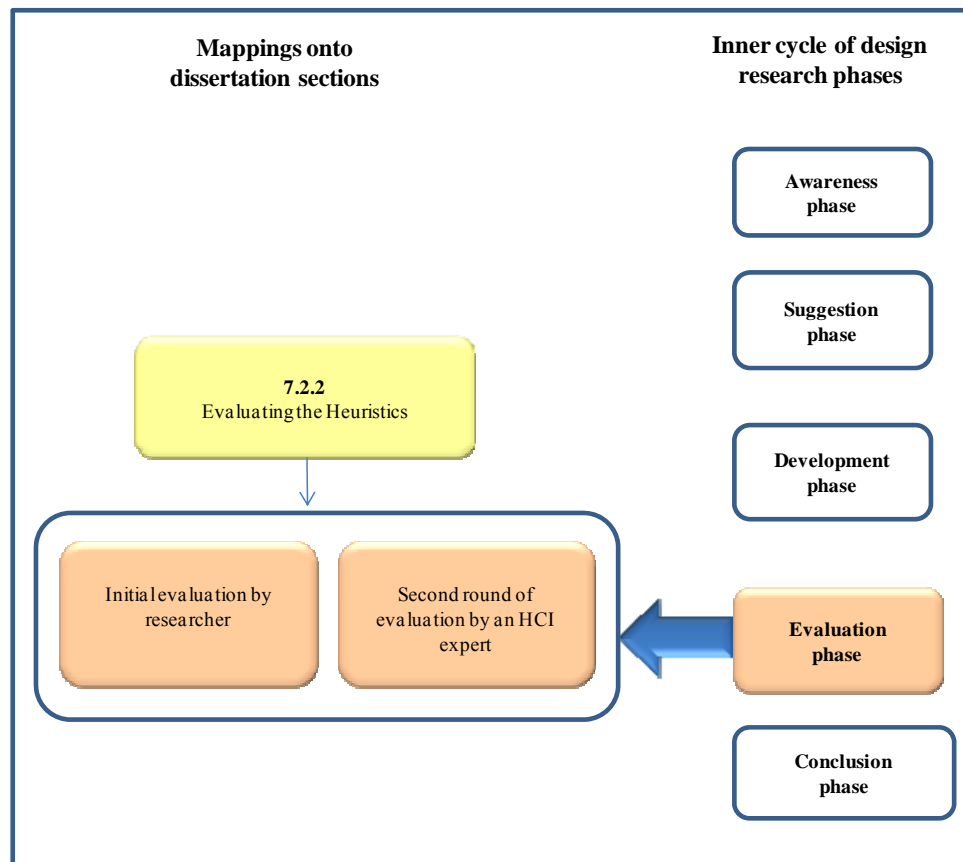 Mappings onto
dissertation sections
Inner cycle of design
research phases
Awareness
phase
Suggestion
phase
7.2.2
Evaluating the Heuristics
Development
phase
Initial evaluation by
researcher
Second round of
evaluation by an HCI
expert
Evaluation
phase
Conclusion
phase